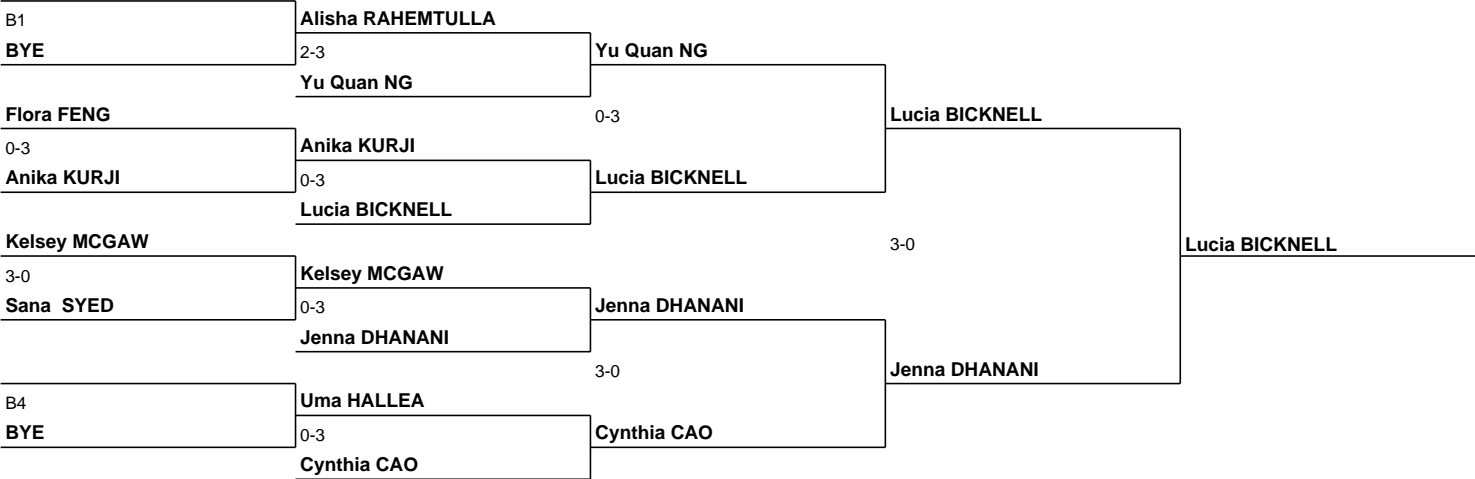 B1
BYE
Flora FENG
0-3
Anika KURJI
Kelsey MCGAW
3-0
Sana  SYED
B4
BYE
Alisha RAHEMTULLA
2-3
Yu Quan NG
Anika KURJI
0-3
Lucia BICKNELL
Kelsey MCGAW
0-3
Jenna DHANANI
Uma HALLEA
0-3
Cynthia CAO
Yu Quan NG
0-3
Lucia BICKNELL
Jenna DHANANI
3-0
Cynthia CAO
Lucia BICKNELL
3-0
Jenna DHANANI
Lucia BICKNELL